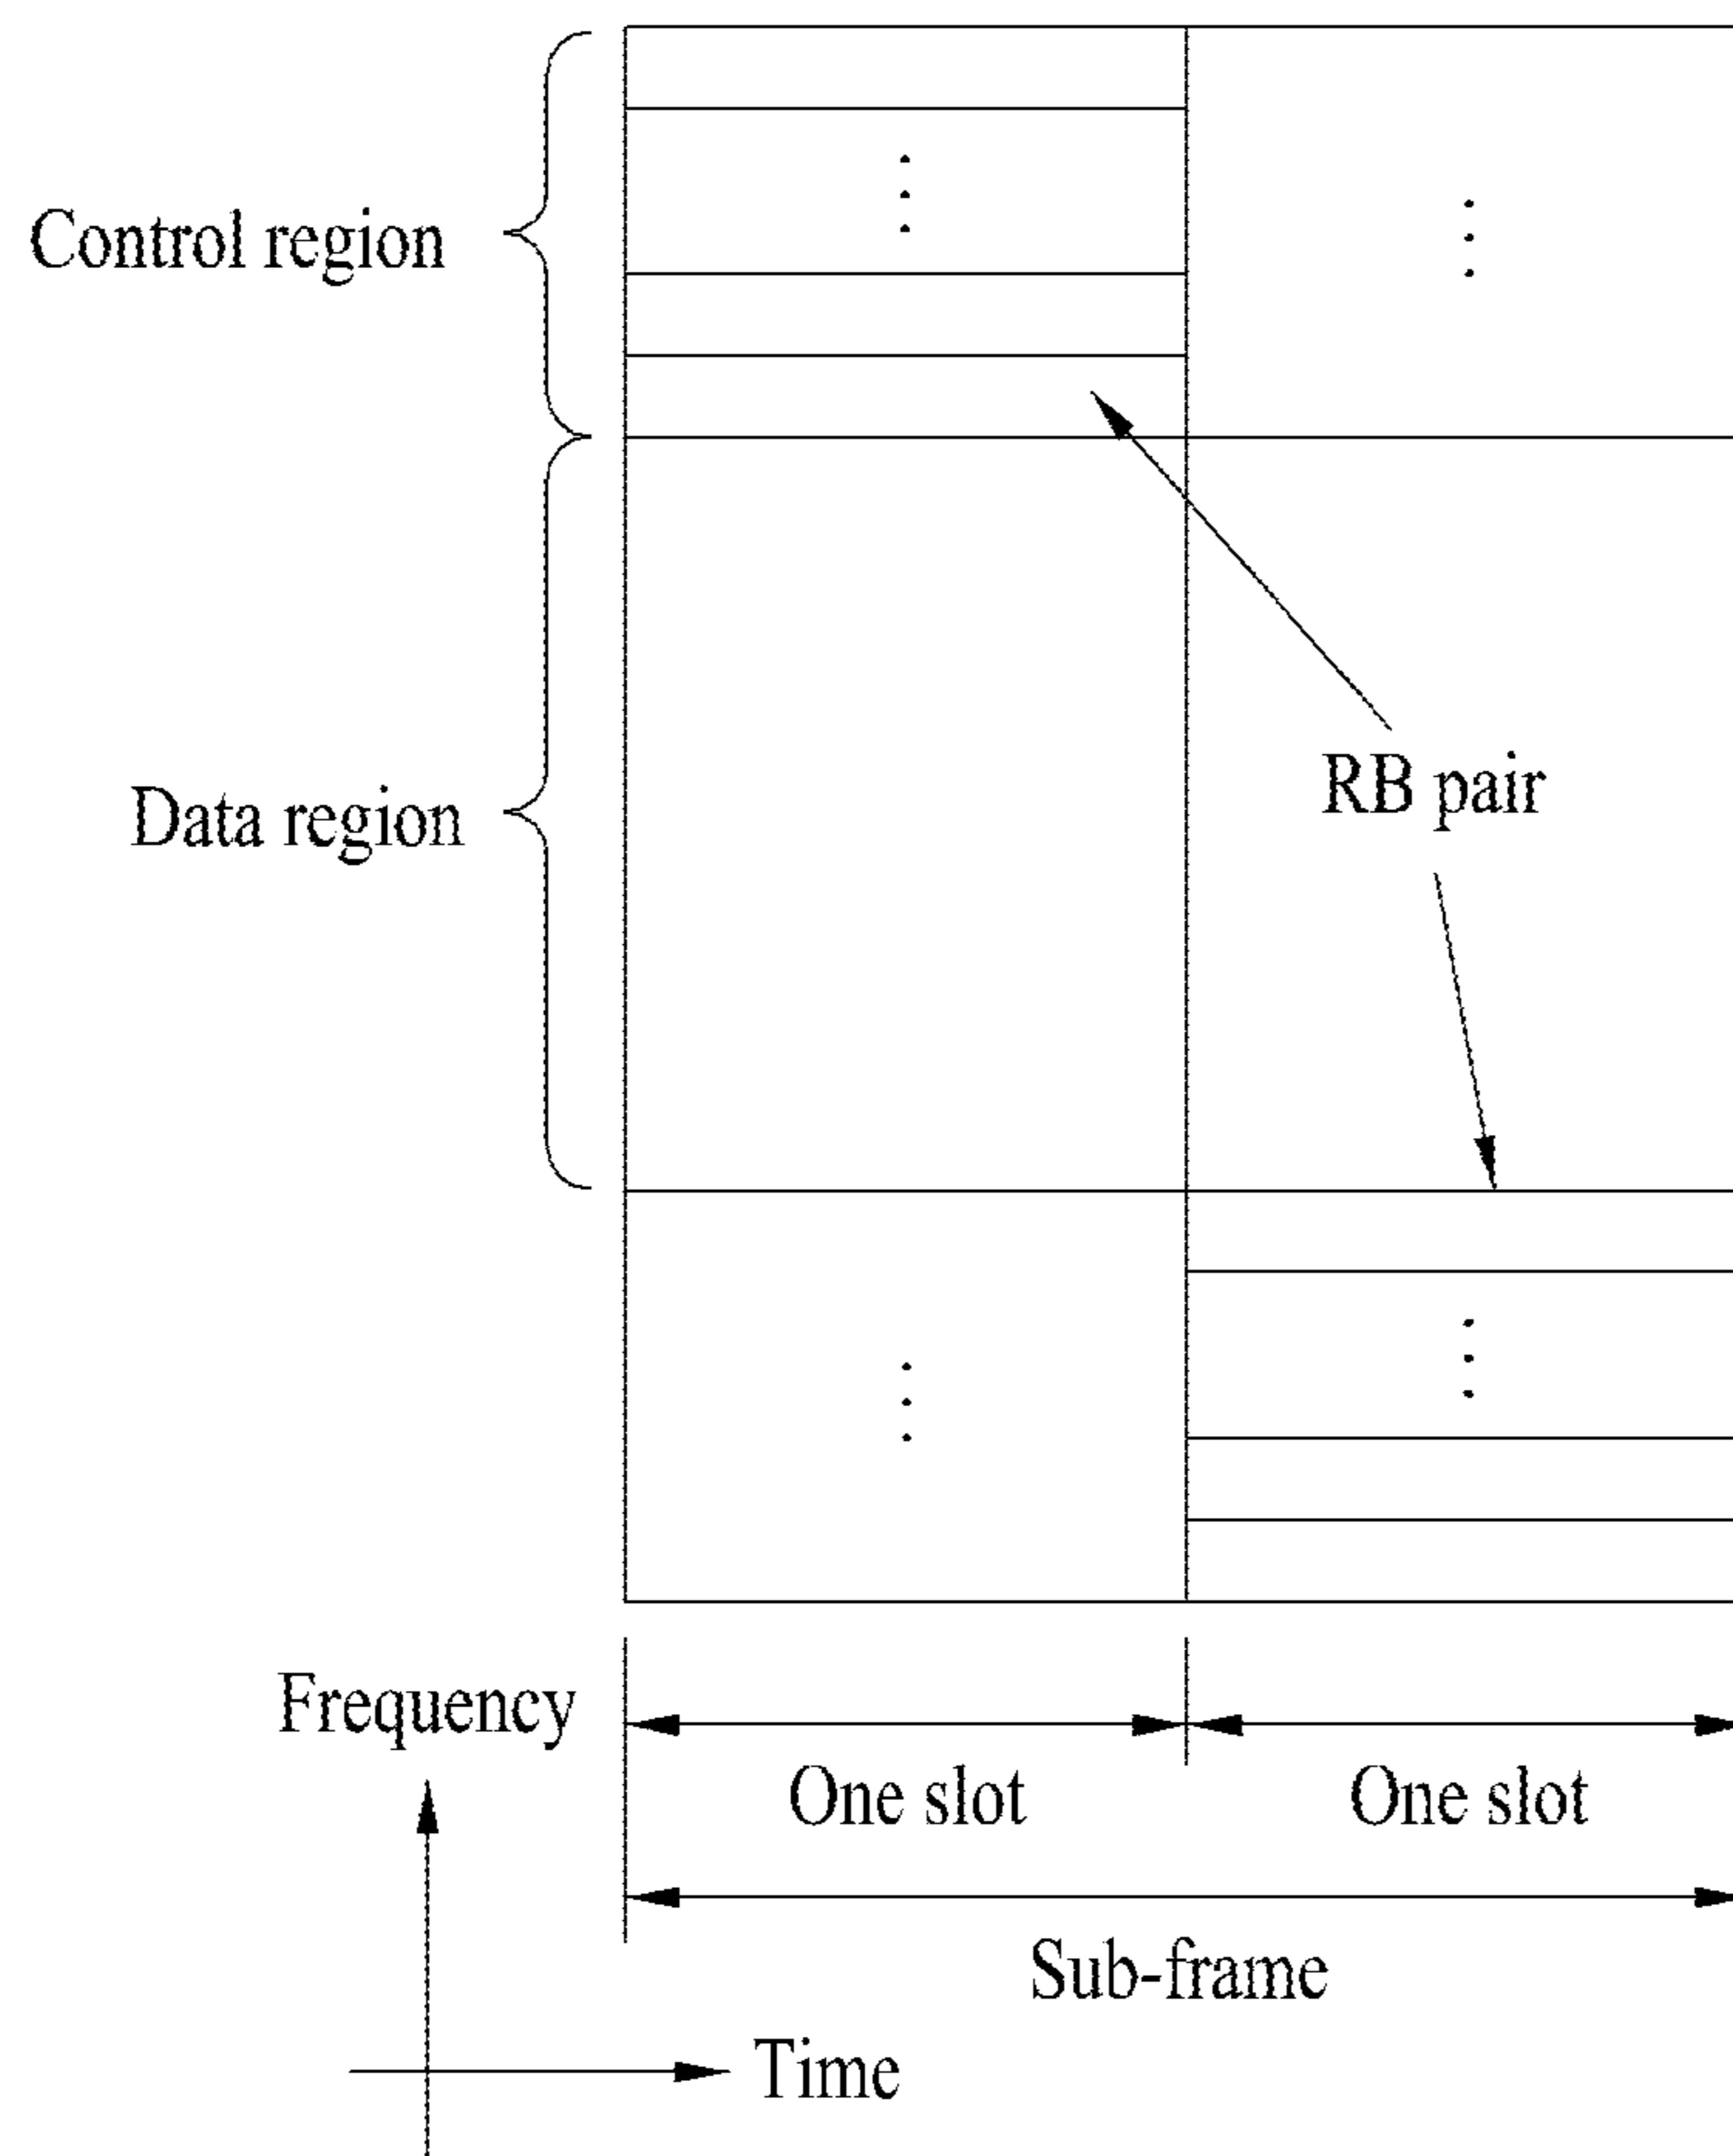 Control region
Data region
RB pair
Frequency
One slot
One slot
Sub-frame
Time